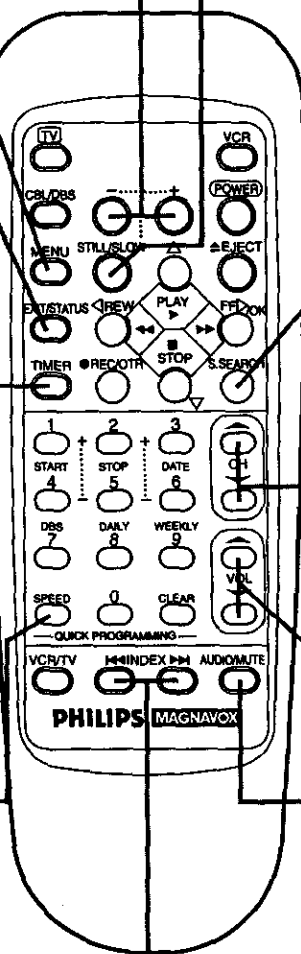 TV VCR
CBL/DBS - + POWER
MENU STILL/SLOW EJECT
PLAY
EXIT/STATUS REW FF /OK
STOP
TIMER REC/OTR S.SEARCH
1 + 2 + 3
START STOP DATE CH
4 - 5 - 6
DBS DAILY WEEKLY
7 8 9
VOL
SPEED 0 CLEAR
QUICK PROGRAMMING
VCR/TV INDEX AUDIO/MUTE
PHILIPS MAGNAVOX